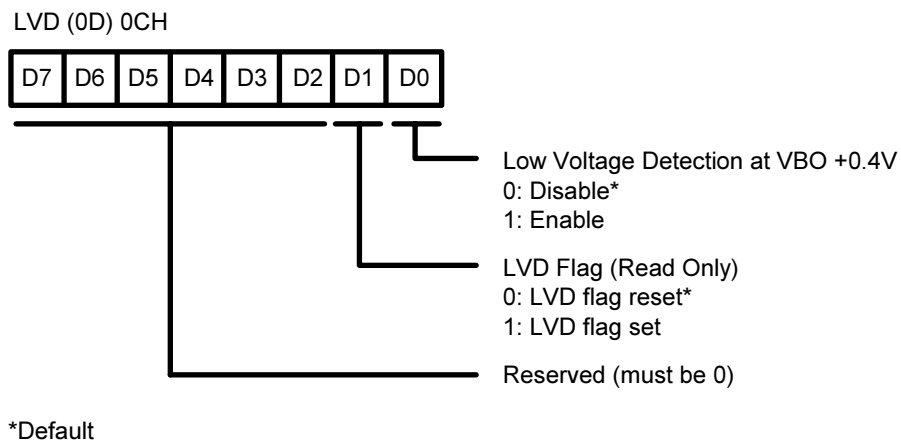 LVD (0D) 0CH
D7 D6 D5 D4 D3 D2 D1 D0
Low Voltage Detection at VBO +0.4V
0: Disable*
1: Enable
LVD Flag (Read Only)
0: LVD flag reset*
1: LVD flag set
Reserved (must be 0)
*Default